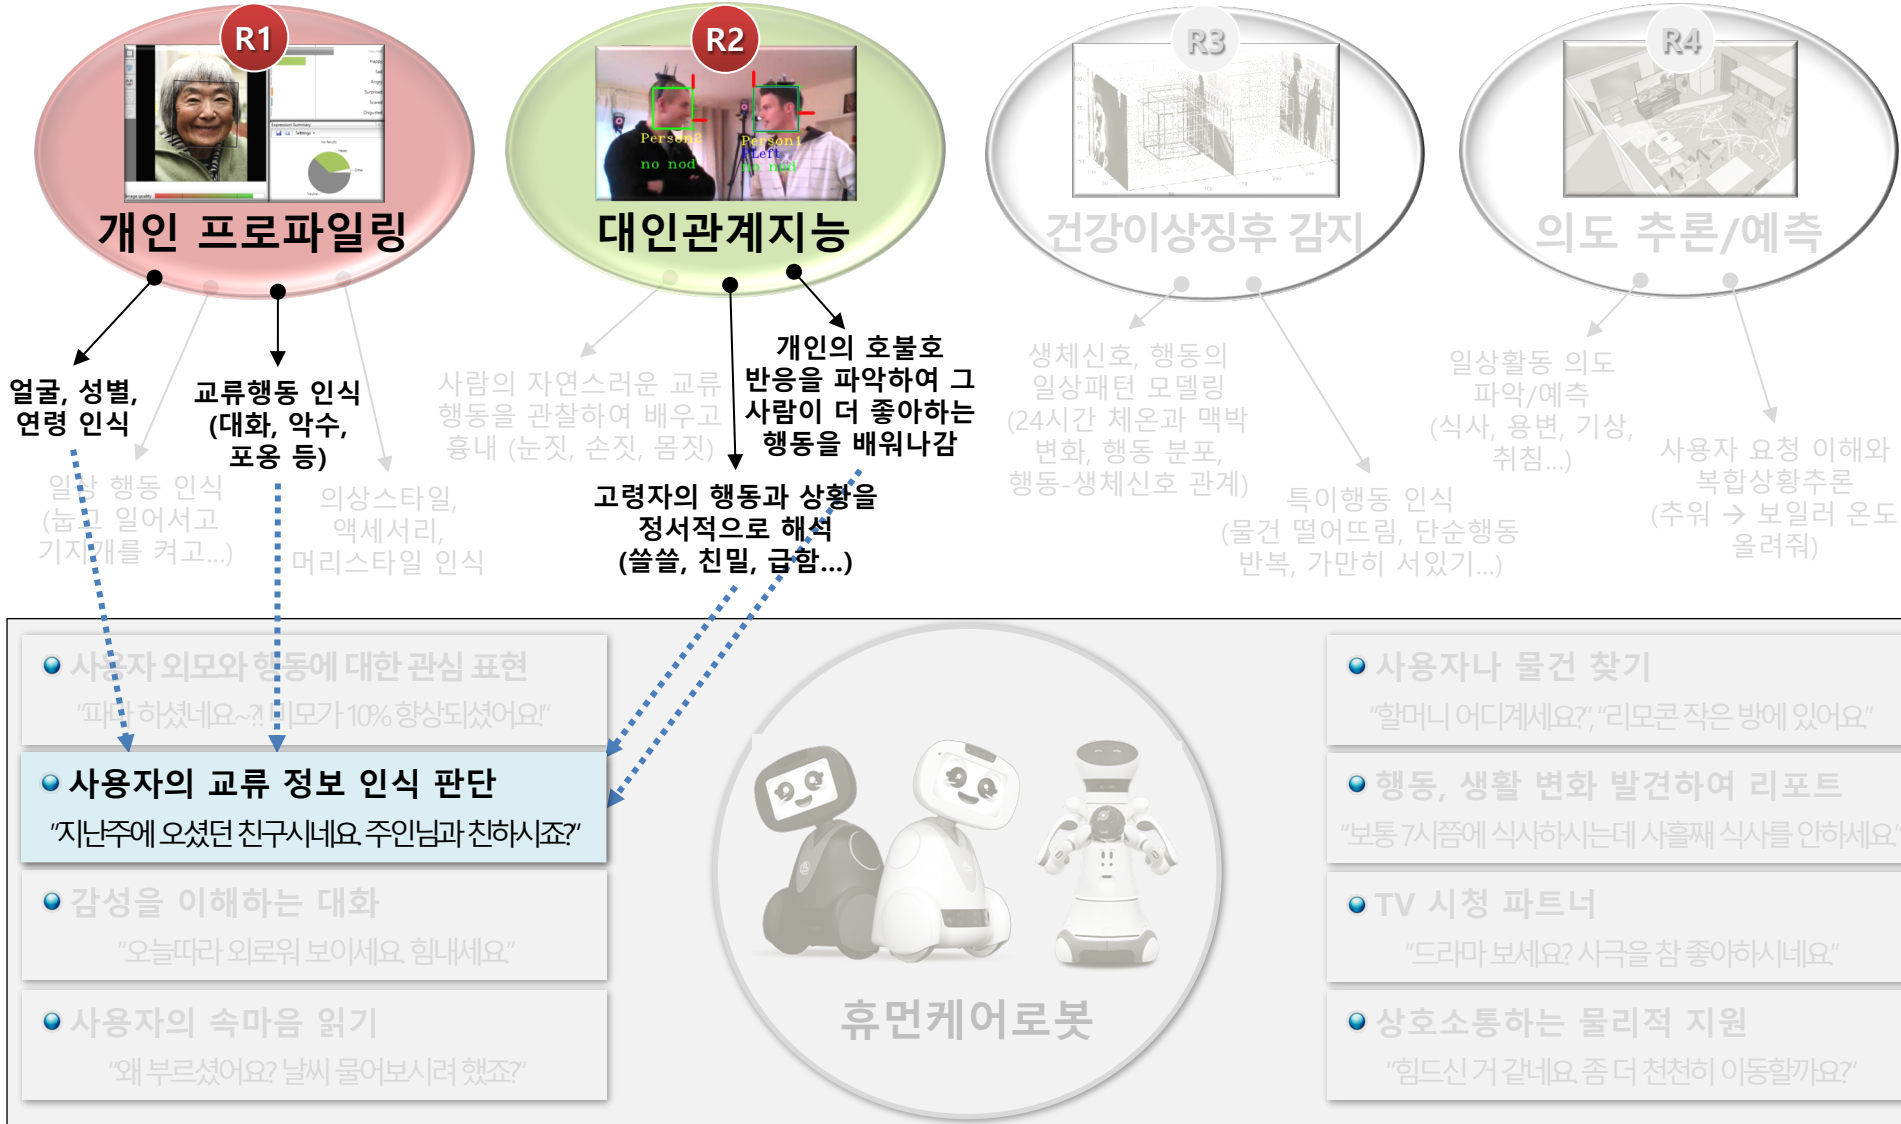 R1
R2
R3
R4
Happy
Sad
Angry
Surprised
Scared
Disgusted
Expression Summary
Settings
Person2
no nod
Person1
PLeft
no nod
개인 프로파일링
대인관계지능
건강이상징후 감지
의도 추론/예측
얼굴, 성별,
연령 인식
일상 행동 인식
(눕고 일어서고
기지개를 켜고...)
교류행동 인식
(대화, 악수,
포옹 등)
의상스타일,
액세서리,
머리스타일 인식
사람의 자연스러운 교류
행동을 관찰하여 배우고
흉내 (눈짓, 손짓, 몸짓)
고령자의 행동과 상황을
정서적으로 해석
(쓸쓸, 친밀, 급함...)
개인의 호불호
반응을 파악하여 그
사람이 더 좋아하는
행동을 배워나감
생체신호, 행동의
일상패턴 모델링
(24시간 체온과 맥박
변화, 행동 분포,
행동-생체신호 관계)
특이행동 인식
(물건 떨어뜨림, 단순행동
반복, 가만히 서있기...)
일상활동 의도
파악/예측
(식사, 용변, 기상,
취침...)
사용자 요청 이해와
복합상황추론
(추워 → 보일러 온도
올려줘)
사용자 외모와 행동에 대한 관심 표현
"파마 하셨네요~?! 미모가 10% 향상되셨어요!"
사용자의 교류 정보 인식 판단
"지난주에 오셨던 친구시네요. 주인님과 친하시죠?"
감성을 이해하는 대화
"오늘따라 외로워 보이세요. 힘내세요."
사용자의 속마음 읽기
"왜 부르셨어요? 날씨 물어보시려 했죠?"
휴먼케어로봇
사용자나 물건 찾기
"할머니 어디계세요?", "리모콘 작은 방에 있어요."
행동, 생활 변화 발견하여 리포트
"보통 7시쯤에 식사하시는데 사흘째 식사를 안하세요."
TV 시청 파트너
"드라마 보세요? 사극을 참 좋아하시네요."
상호소통하는 물리적 지원
"힘드신 거 같네요. 좀 더 천천히 이동할까요?"